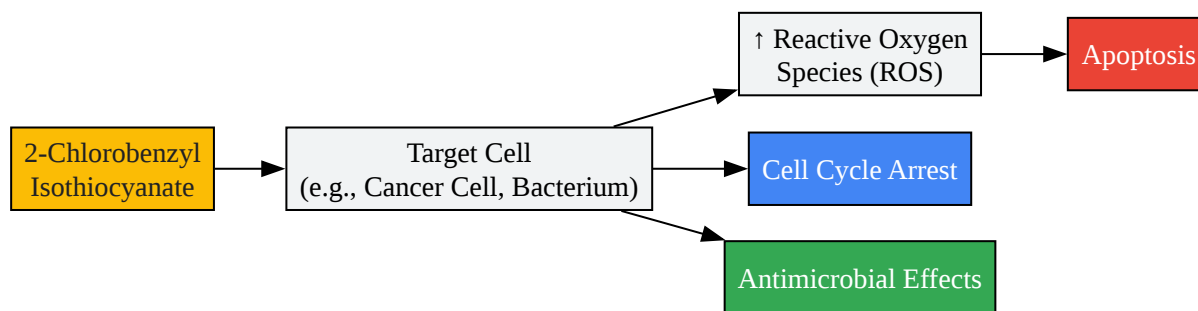 2-Chlorobenzyl
Isothiocyanate
Target Cell
(e.g., Cancer Cell, Bacterium)
↑ Reactive Oxygen
Species (ROS)
Apoptosis
Cell Cycle Arrest
Antimicrobial Effects